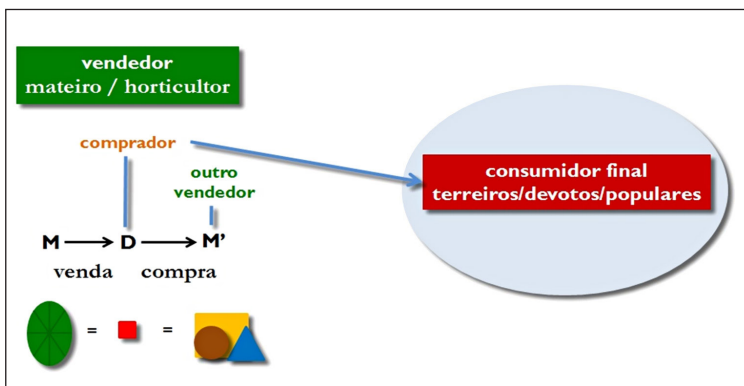 vendedor
mateiro / horticultor
comprador
outro
vendedor
consumidor final
terreiros/devotos/populares
M D M'
venda compra
= =